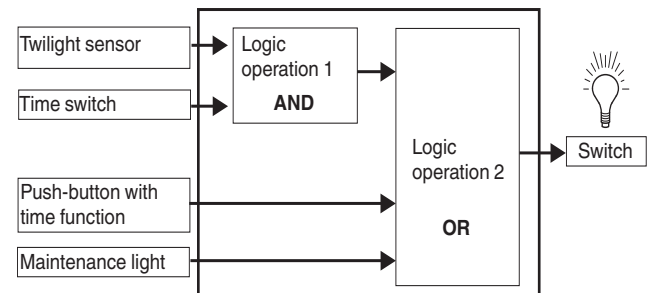 Twilight sensor
Time switch
Push-button with
time function
Maintenance light
Logic
operation 1
AND
Logic
operation 2
OR
Switch